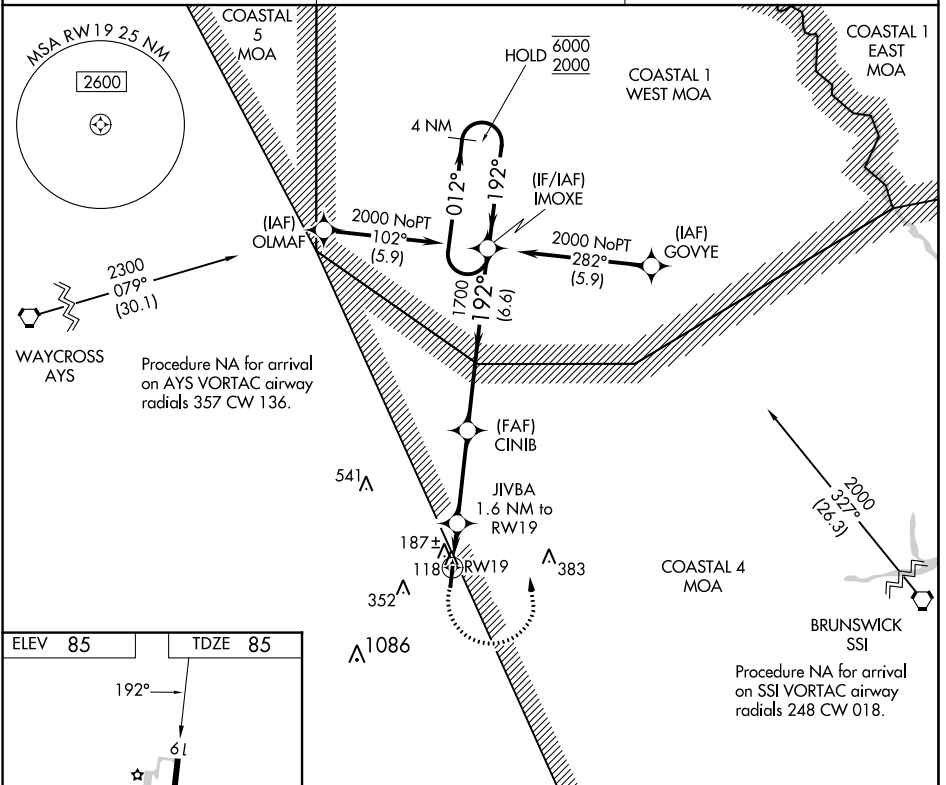 MSA RW 19 25 NM
2600
COASTAL
5
MOA
HOLD
6000
2000
COASTAL 1
WEST MOA
COASTAL 1
EAST
MOA
4 NM
012°
192°
(IF/IAF)
IMOXE
(IAF)
OLMAF
2000 NoPT
102°
(5.9)
2000 NoPT
282°
(5.9)
(IAF)
GOVYE
2300
079°
(30.1)
1700
192°
(6.6)
WAYCROSS
AYS
Procedure NA for arrival
on AYS VORTAC airway
radials 357 CW 136.
(FAF)
CINIB
541
JIVBA
1.6 NM to
RW19
2000
327°
(26.3)
187±
118
RW19
383
352
COASTAL 4
MOA
1086
BRUNSWICK
SSI
Procedure NA for arrival
on SSI VORTAC airway
radials 248 CW 018.
ELEV 85
TDZE 85
192°
19